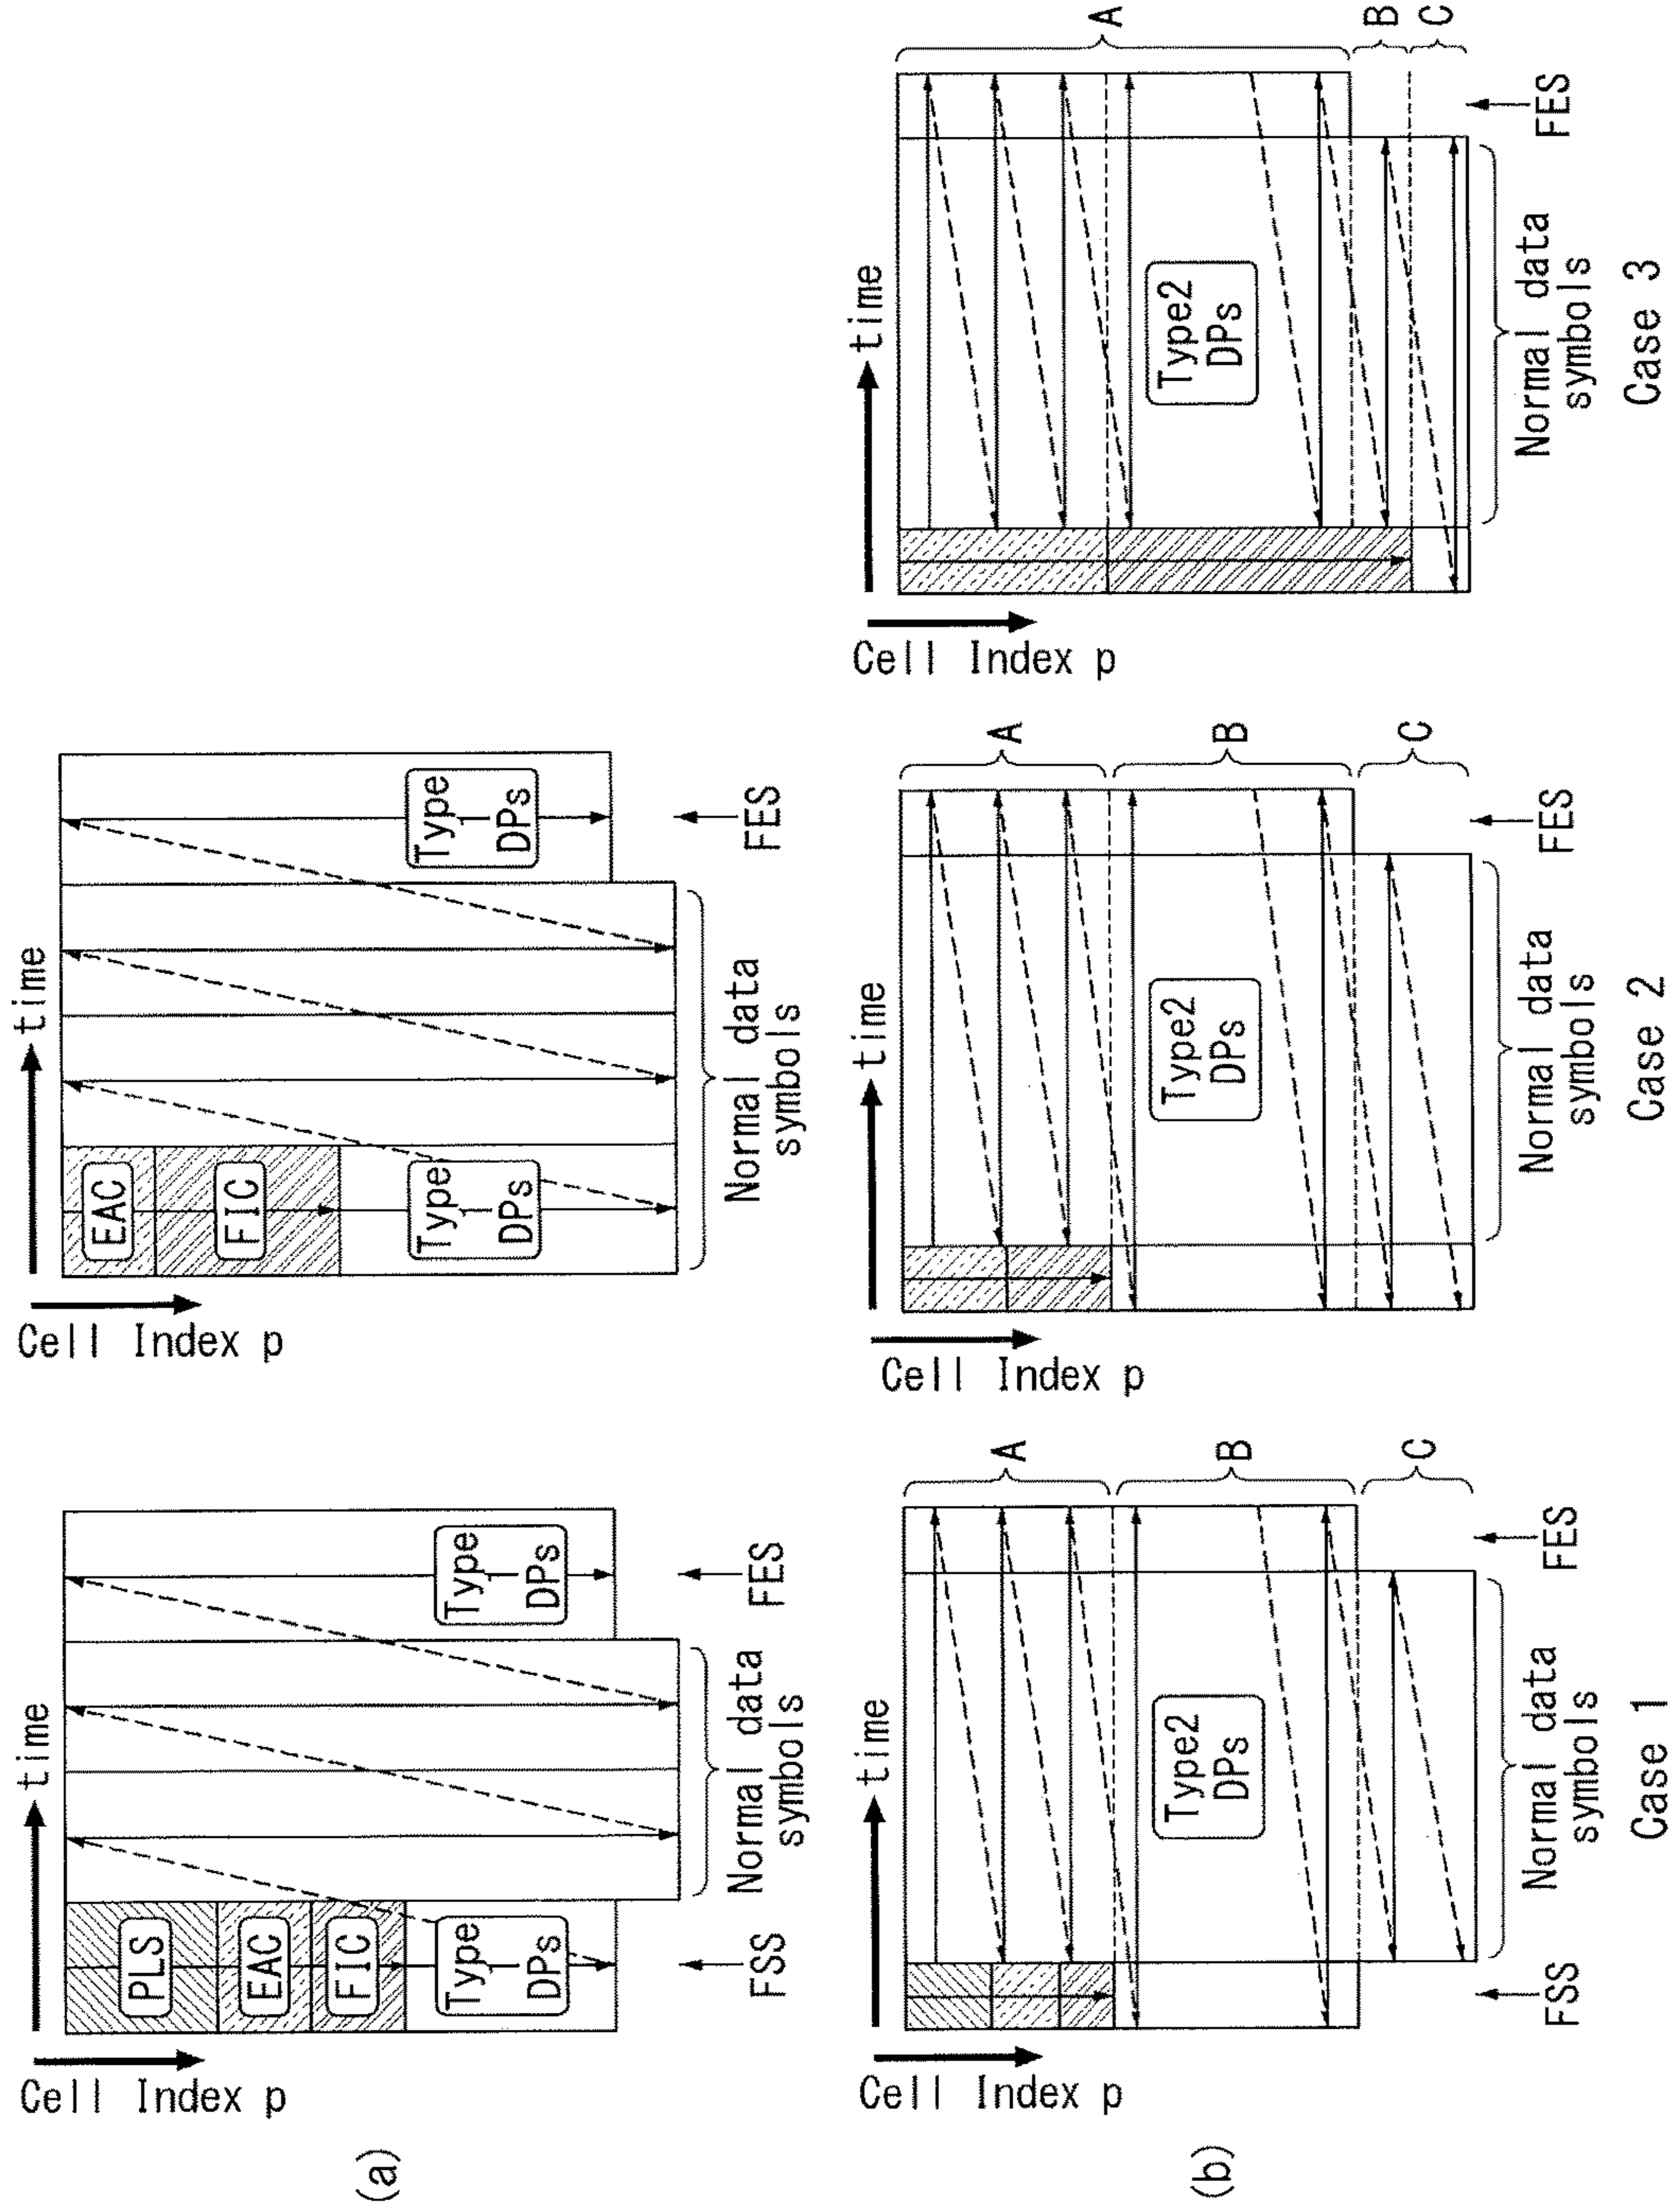 (a)
Cell Index p
time
PLS
EAC
FIC
Type
1
DPs
Type
1
DPs
FSS
Normal data
symbols
FES
Cell Index p
time
EAC
FIC
Type
1
DPs
Type
1
DPs
Normal data
symbols
FES
(b)
Cell Index p
time
Type2
DPs
A
B
C
FSS
Normal data
symbols
FES
Case 1
Cell Index p
time
Type2
DPs
A
B
C
Normal data
symbols
FES
Case 2
Cell Index p
time
Type2
DPs
A
B
C
Normal data
symbols
FES
Case 3